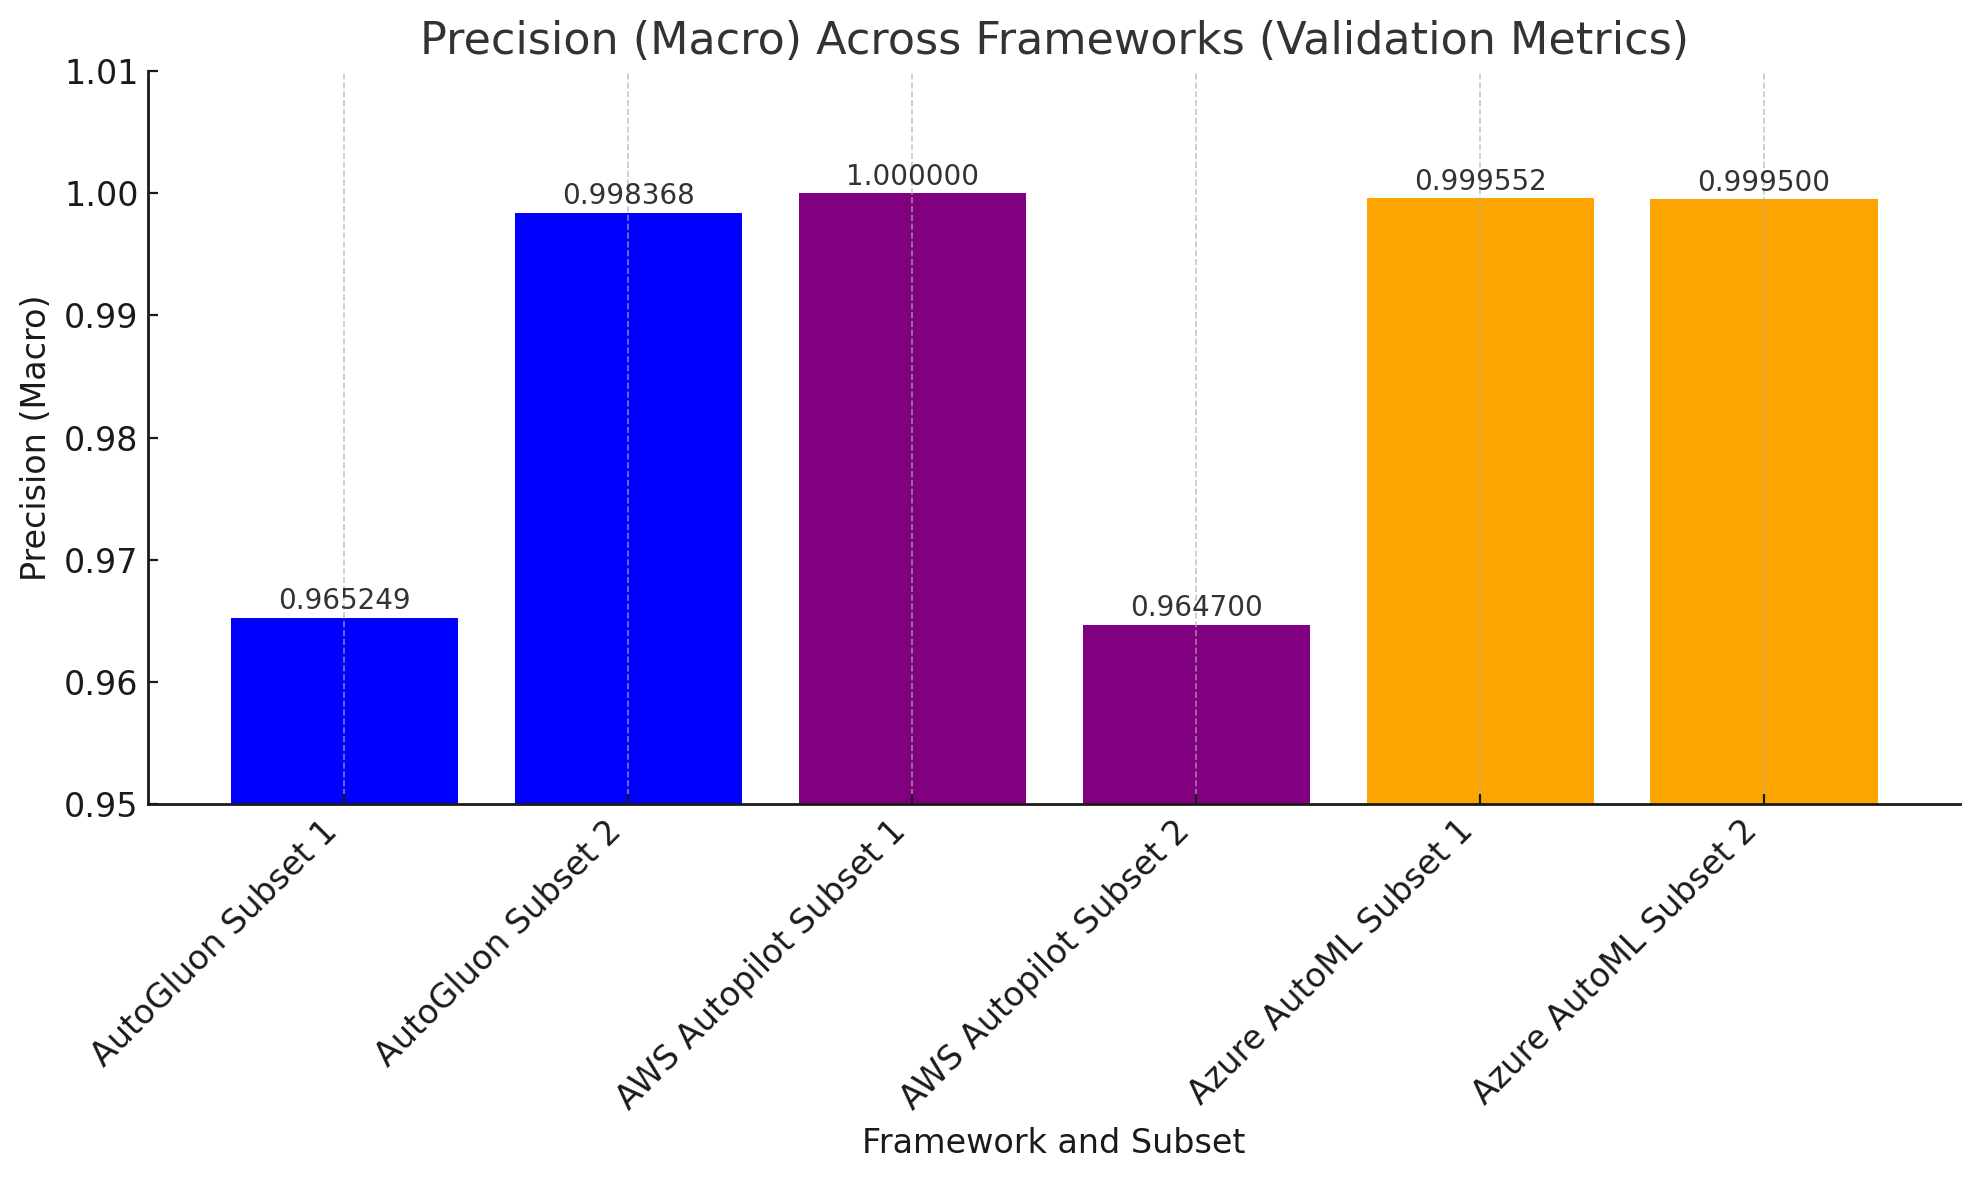 Precision (Macro) Across Frameworks (Validation Metrics)
1.01
1.00
0.99
0.98
0.97
0.96
0.95
Precision (Macro)
0.965249
0.998368
1.000000
0.964700
0.999552
0.999500
AutoGluon Subset 1
AutoGluon Subset 2
AWS Autopilot Subset 1
AWS Autopilot Subset 2
Azure AutoML Subset 1
Azure AutoML Subset 2
Framework and Subset